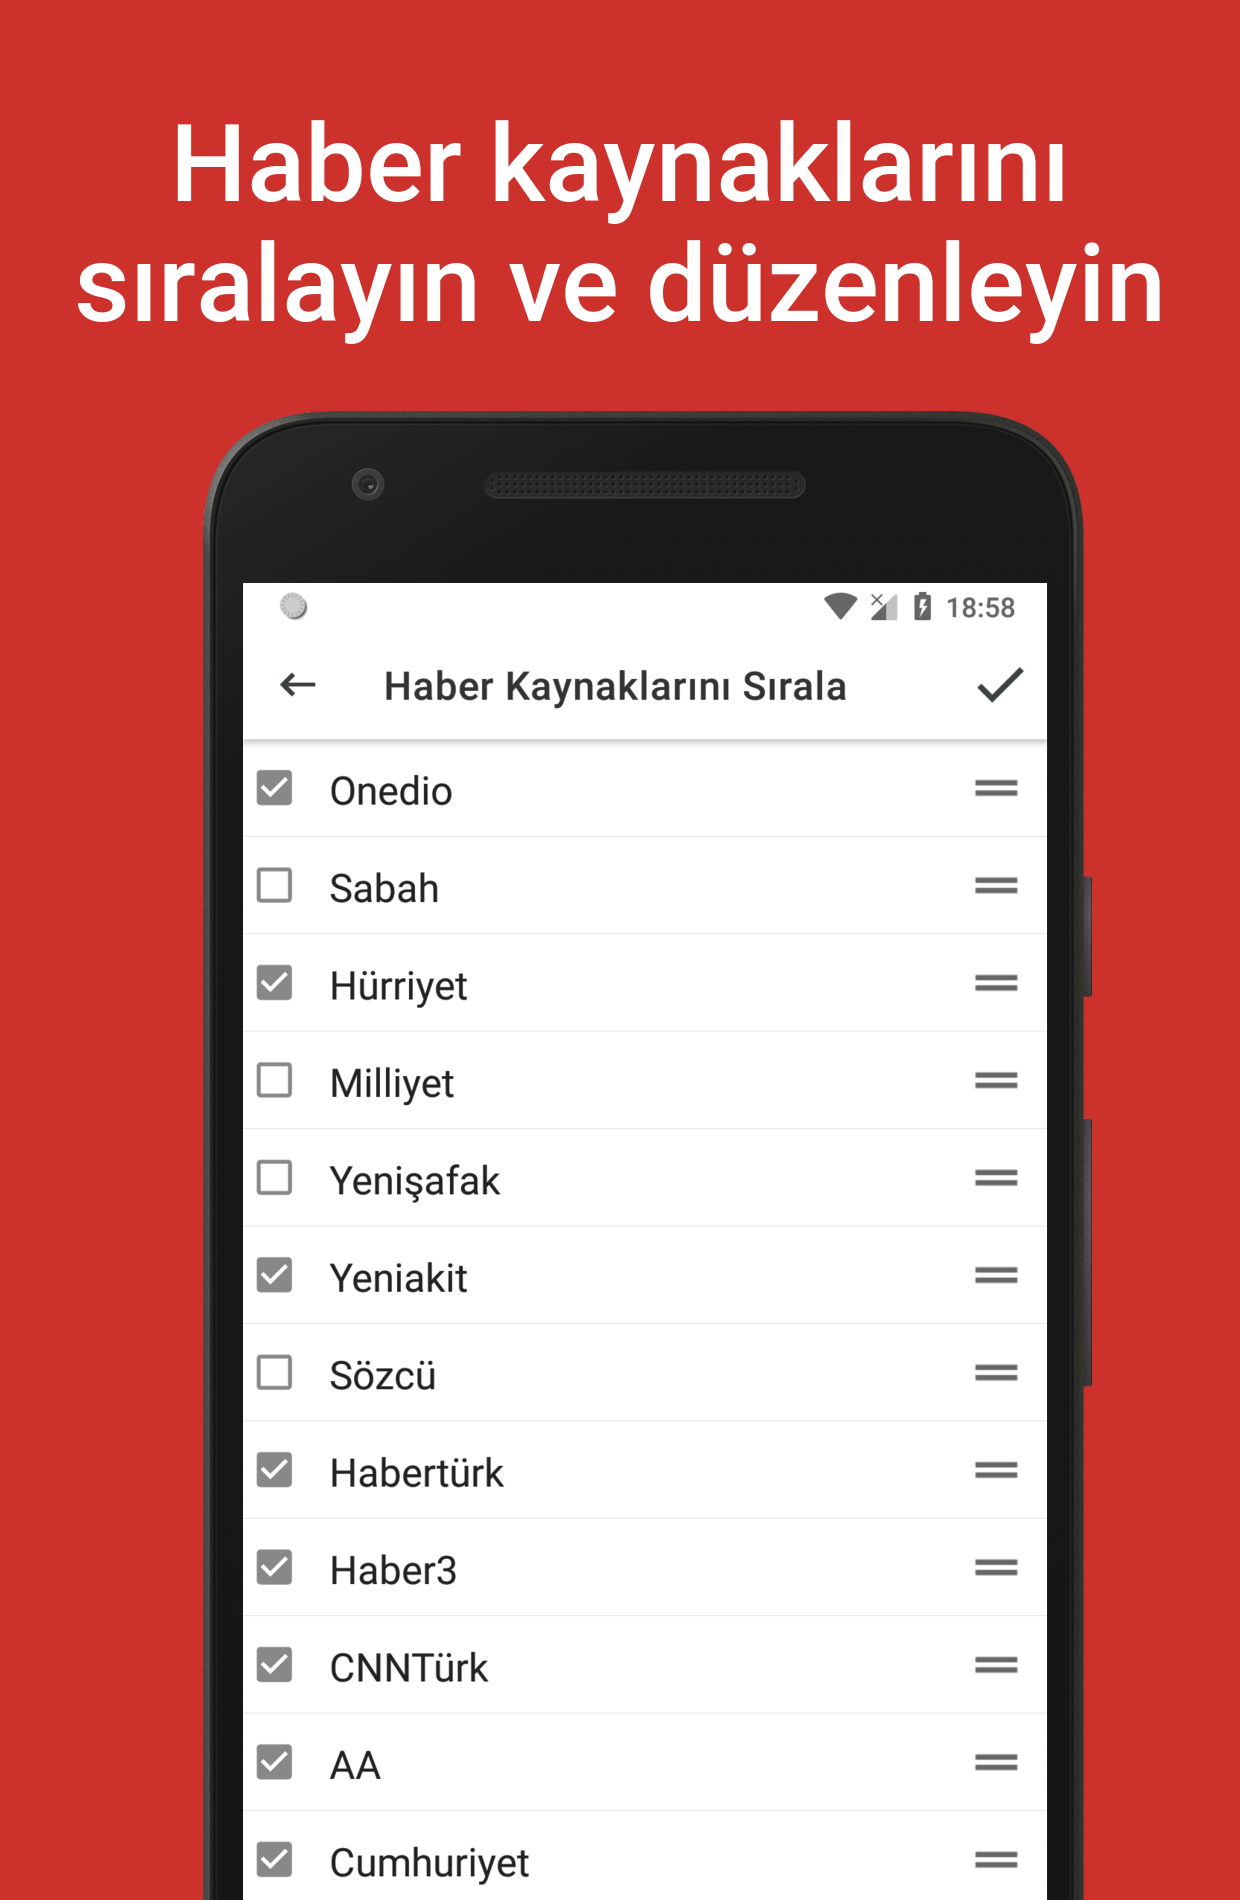 Haber kaynaklarını
sıralayın ve düzenleyin
18:58
Haber Kaynaklarını Sırala
Onedio
Sabah
Hürriyet
Milliyet
Yenişafak
Yeniakit
Sözcü
Habertürk
Haber3
CNNTürk
AA
Cumhuriyet